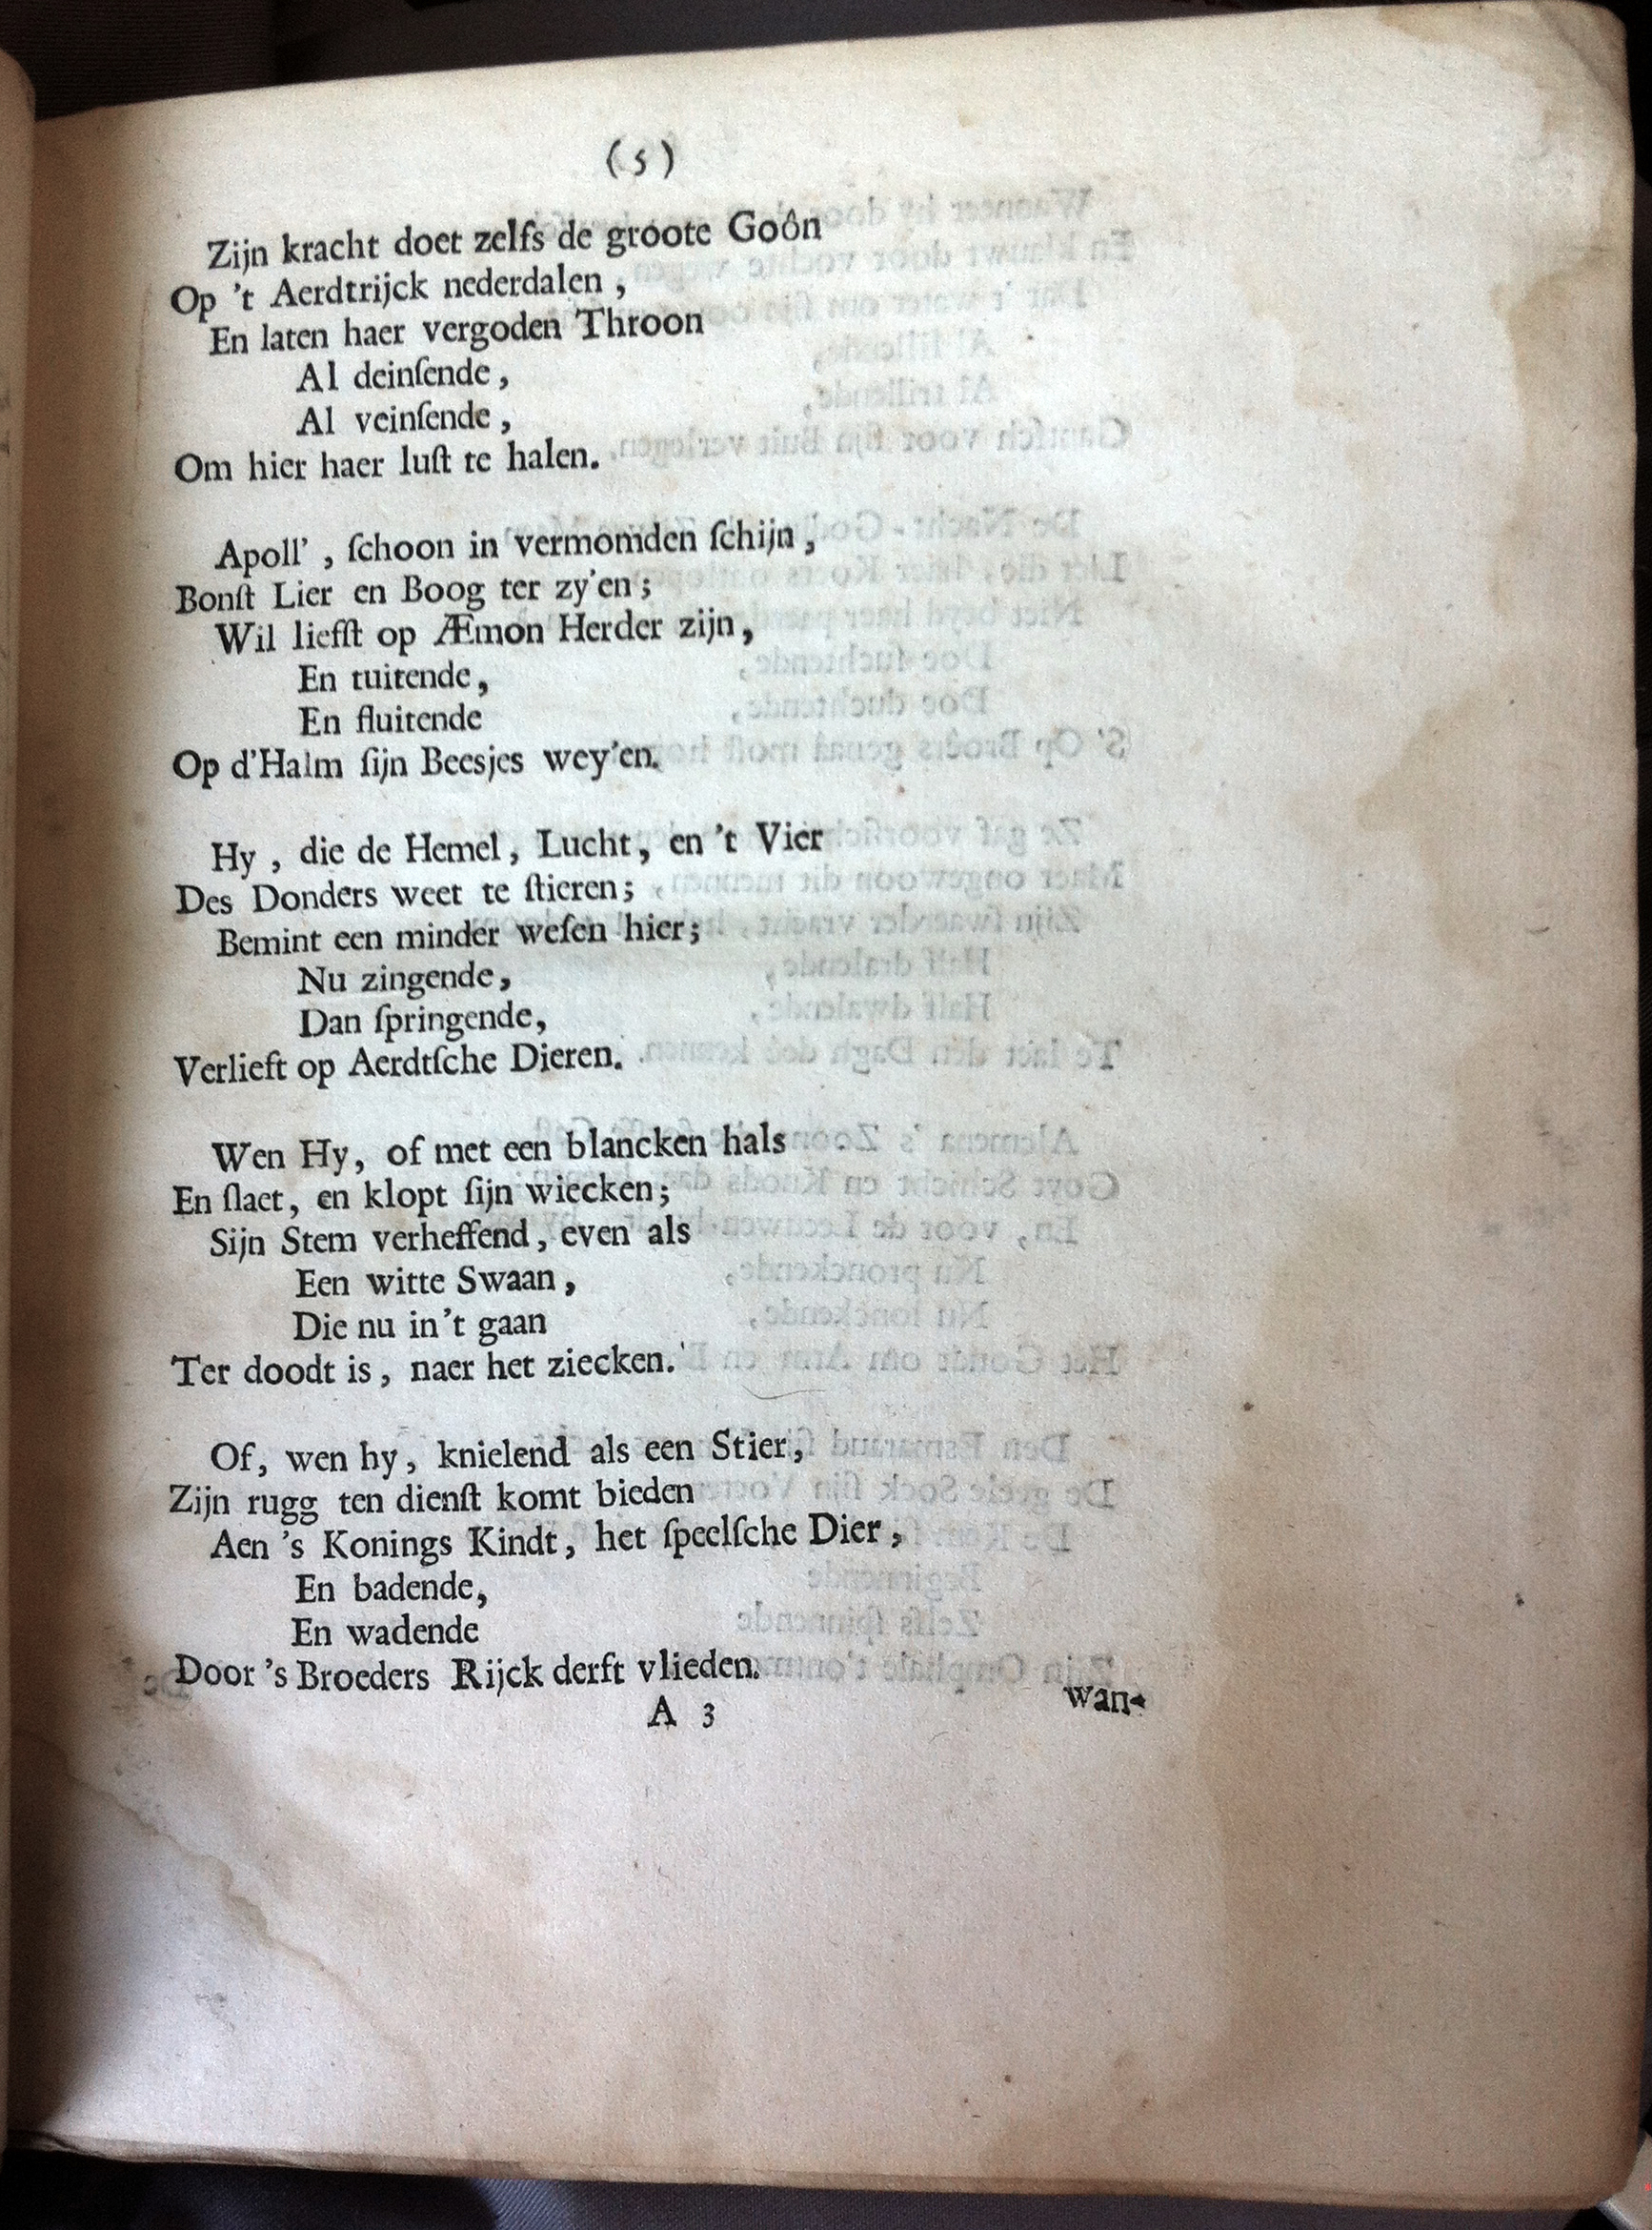 (5)
Zijn kracht doet zelfs de groote Goôn
Op 't Aerdtrijck nederdalen,
En laten haer vergoden Throon
Al deinſende,
Al veinſende,
Om hier haer luſt te halen.
Apoll', ſchoon in vermomden ſchijn,
Bonſt Lier en Boog ter zy'en;
Wil liefſt op Æmon Herder zijn,
En tuitende,
En fluitende
Op d'Halm ſijn Beesjes wey'en.
Hy, die de Hemel, Lucht, en 't Vier
Des Donders weet te ſtieren;
Bemint een minder weſen hier;
Nu zingende,
Dan ſpringende,
Verlieft op Aerdtſche Dieren.
Wen Hy, of met een blancken hals
En ſlaet, en klopt ſijn wiecken;
Sijn Stem verheffend, even als
Een witte Swaan,
Die nu in't gaan
Ter doodt is, naer het ziecken.
Of, wen hy, knielend als een Stier,
Zijn rugg ten dienſt komt bieden
Aen 's Konings Kindt, het ſpeelſche Dier,
En badende,
En wadende
Door 's Broeders Rijck derft vlieden.
A 3 wan-